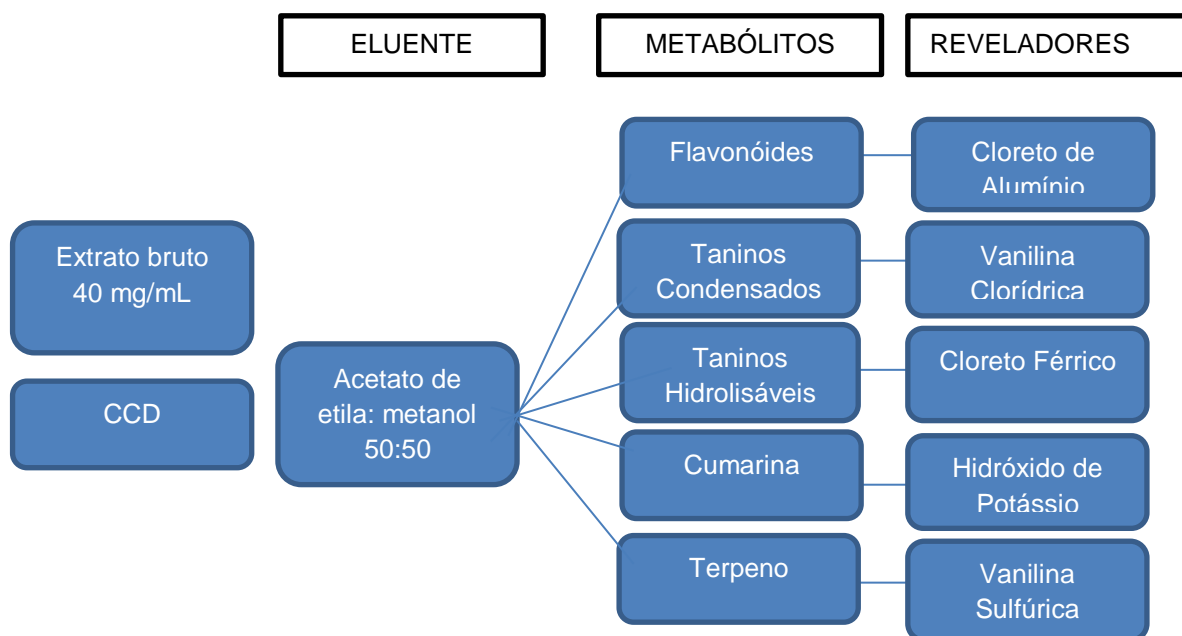 ELUENTE
METABÓLITOS
REVELADORES
Extrato bruto
40 mg/mL
CCD
Acetato de
etila: metanol
50:50
Flavonóides
Cloreto de
Alumínio
Taninos
Condensados
Vanilina
Clorídrica
Taninos
Hidrolisáveis
Cloreto Férrico
Cumarina
Hidróxido de
Potássio
Terpeno
Vanilina
Sulfúrica